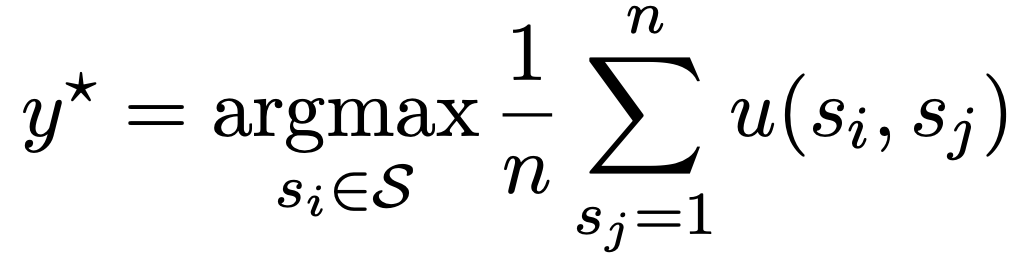 y^\star = \underset{s_i \in \mathcal{S}}{\operatorname{argmax}} \frac{1}{n} \sum_{s_j=1}^{n} u(s_i, s_j)